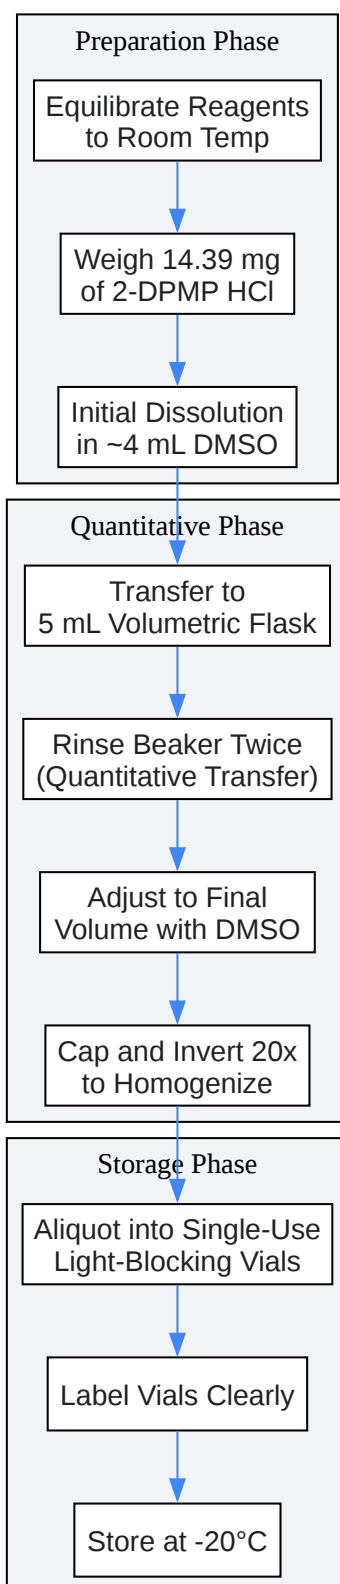 Preparation Phase
Equilibrate Reagents
to Room Temp
Weigh 14.39 mg
of 2-DPMP HCl
Initial Dissolution
in ~4 mL DMSO
Quantitative Phase
Transfer to
5 mL Volumetric Flask
Rinse Beaker Twice
(Quantitative Transfer)
Adjust to Final
Volume with DMSO
Cap and Invert 20x
to Homogenize
Storage Phase
Aliquot into Single-Use
Light-Blocking Vials
Label Vials Clearly
Store at -20°C